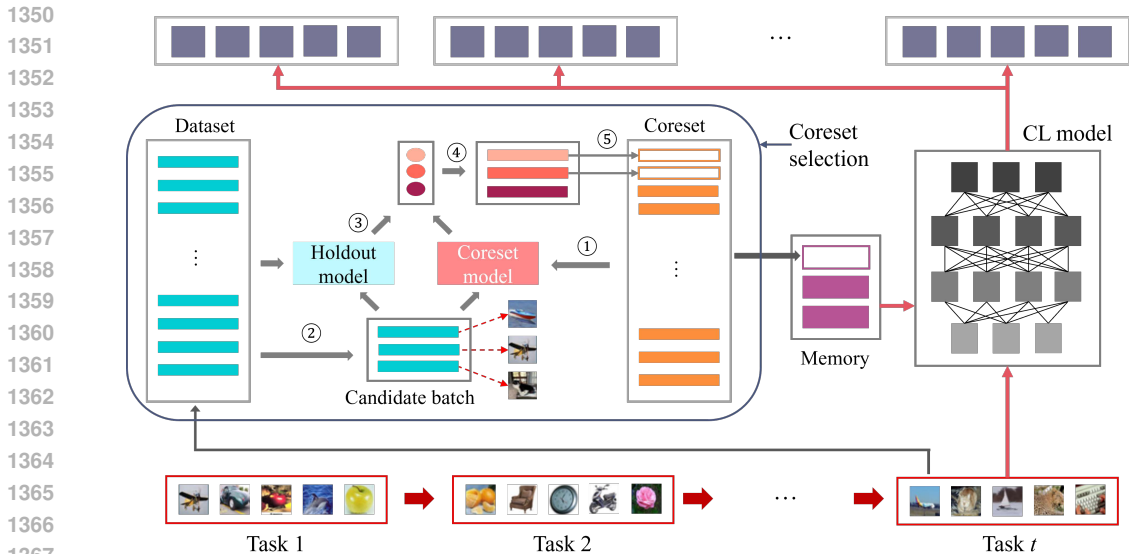 1350
1351
...
1352
1353
Dataset
Coreset
⑤
④
Coreset
selection
CL model
1354
1355
1356
③
①
1357
Holdout
model
Coreset
model
1358
1359
②
1360
Memory
1361
Candidate batch
1362
1363
1364
1365
...
1366
Task 1
Task 2
Task t
1367